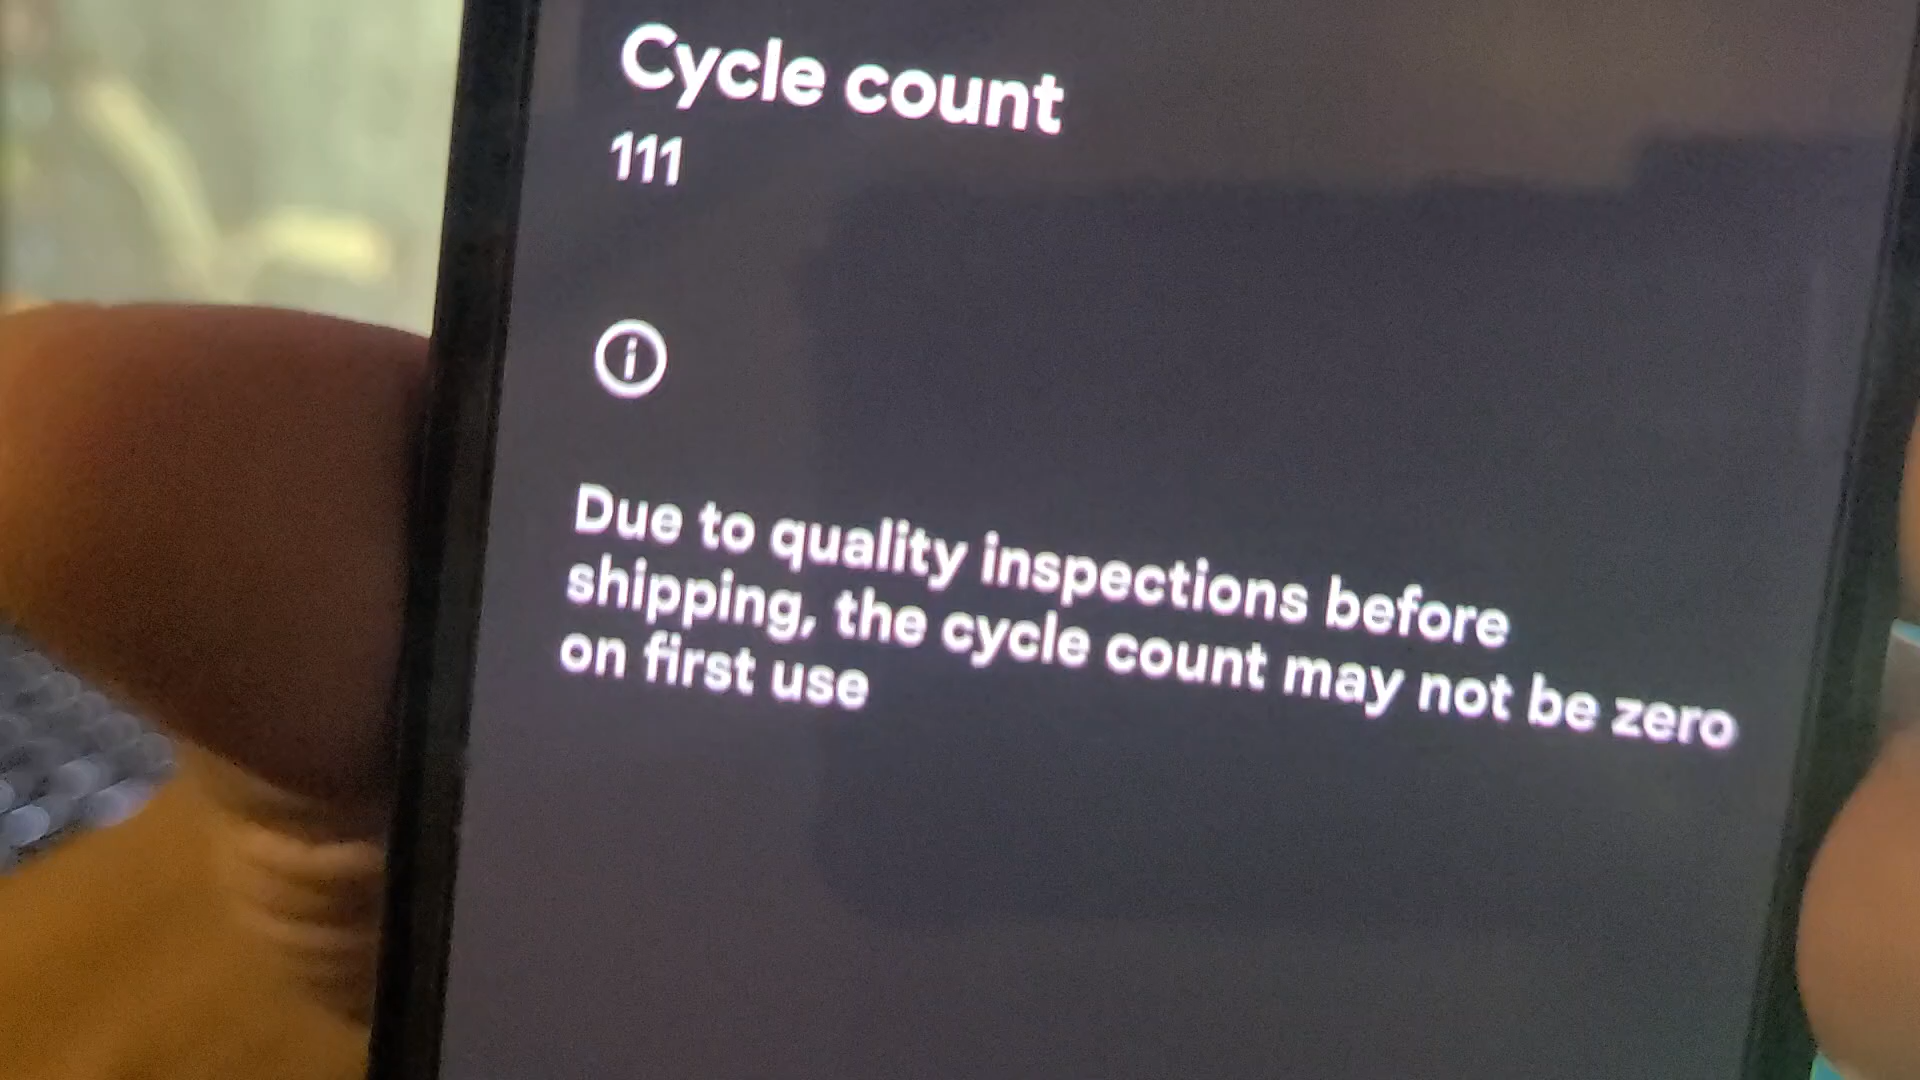 Cycle count
111
Due to quality inspections before
shipping, the cycle count may not be zero
on first use